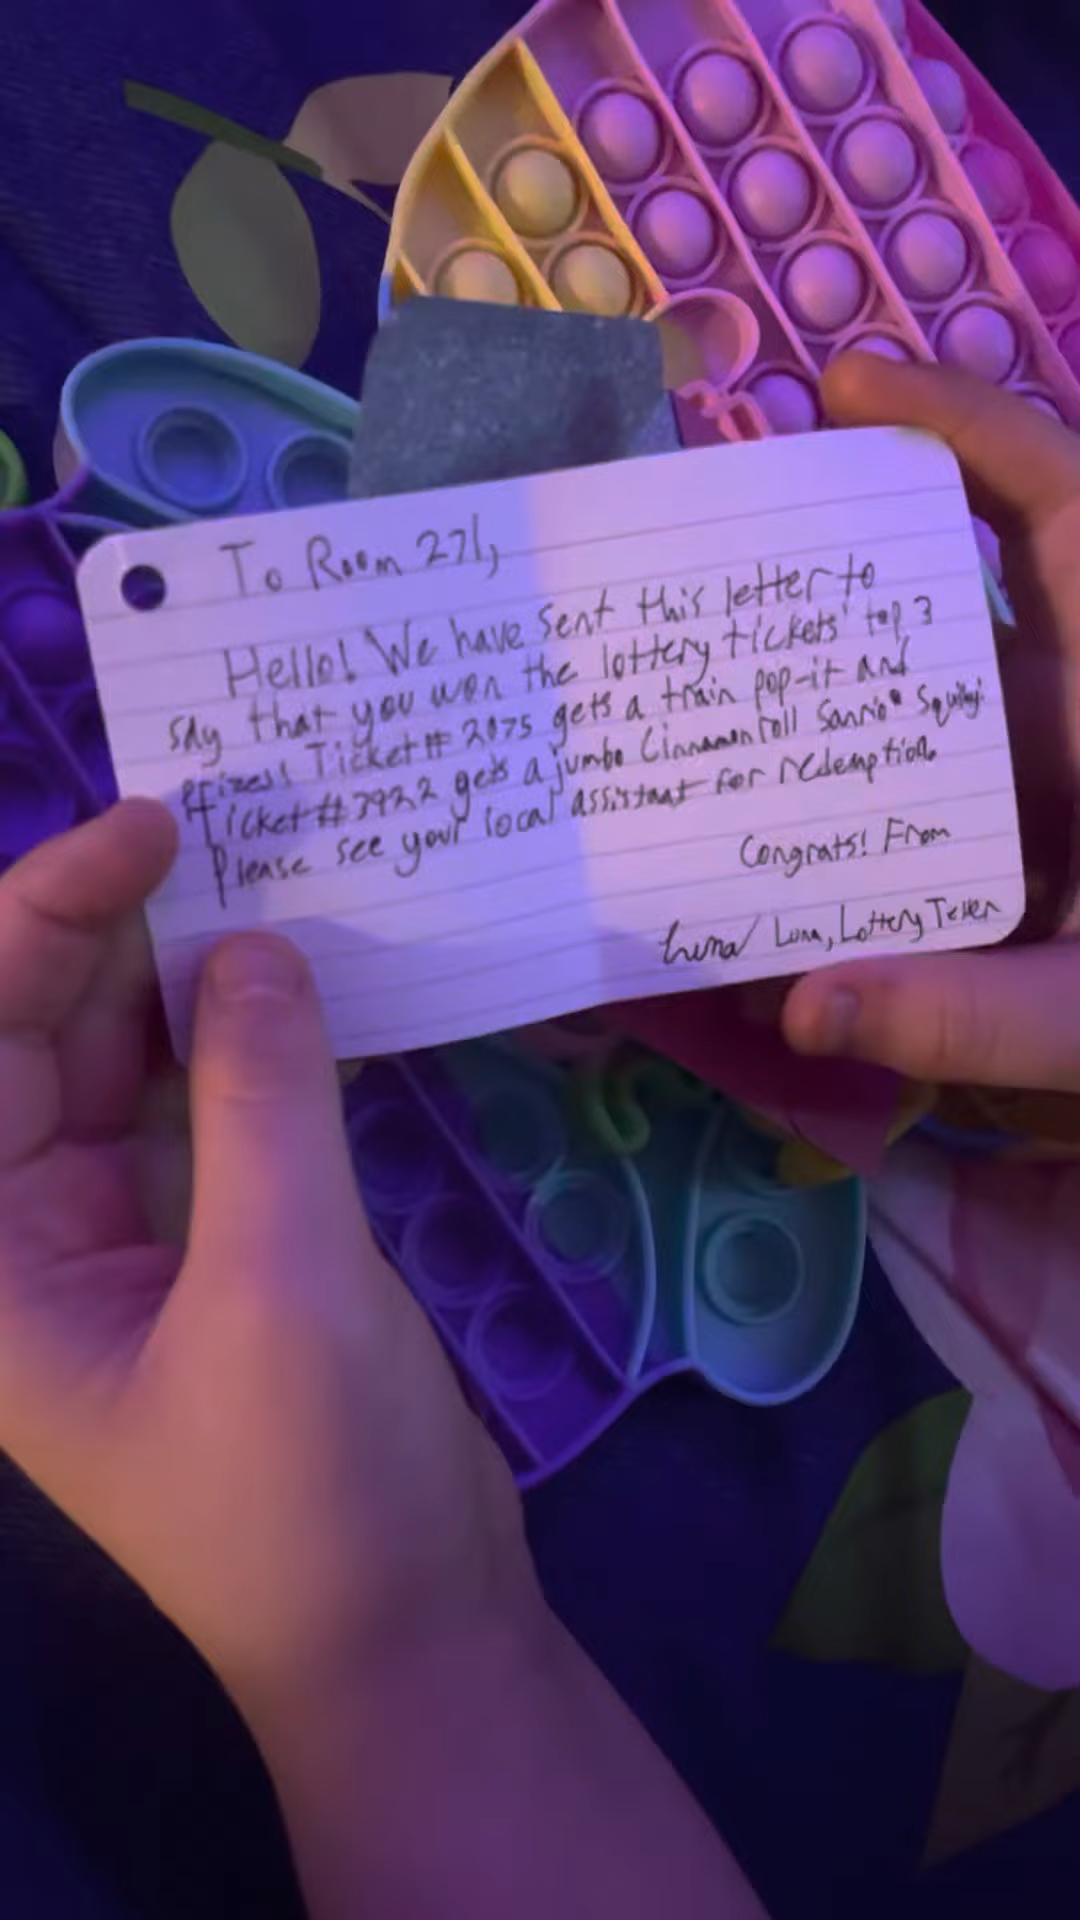 To Room 271,
Hello! We have sent this letter to
say that you won the lottery tickets' top 3
prizes! Ticket# 2075 gets a train pop-it and
Ticket#3922 gets a jumbo Cinnamonroll Sanrio® Squishy!
Please see your local assistant for redemption.
Congrats! From
Luna Luna, Lottery Teller